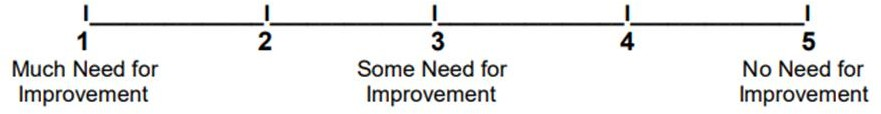 1 2 3 4 5
Much Need for Some Need for No Need for
Improvement Improvement Improvement